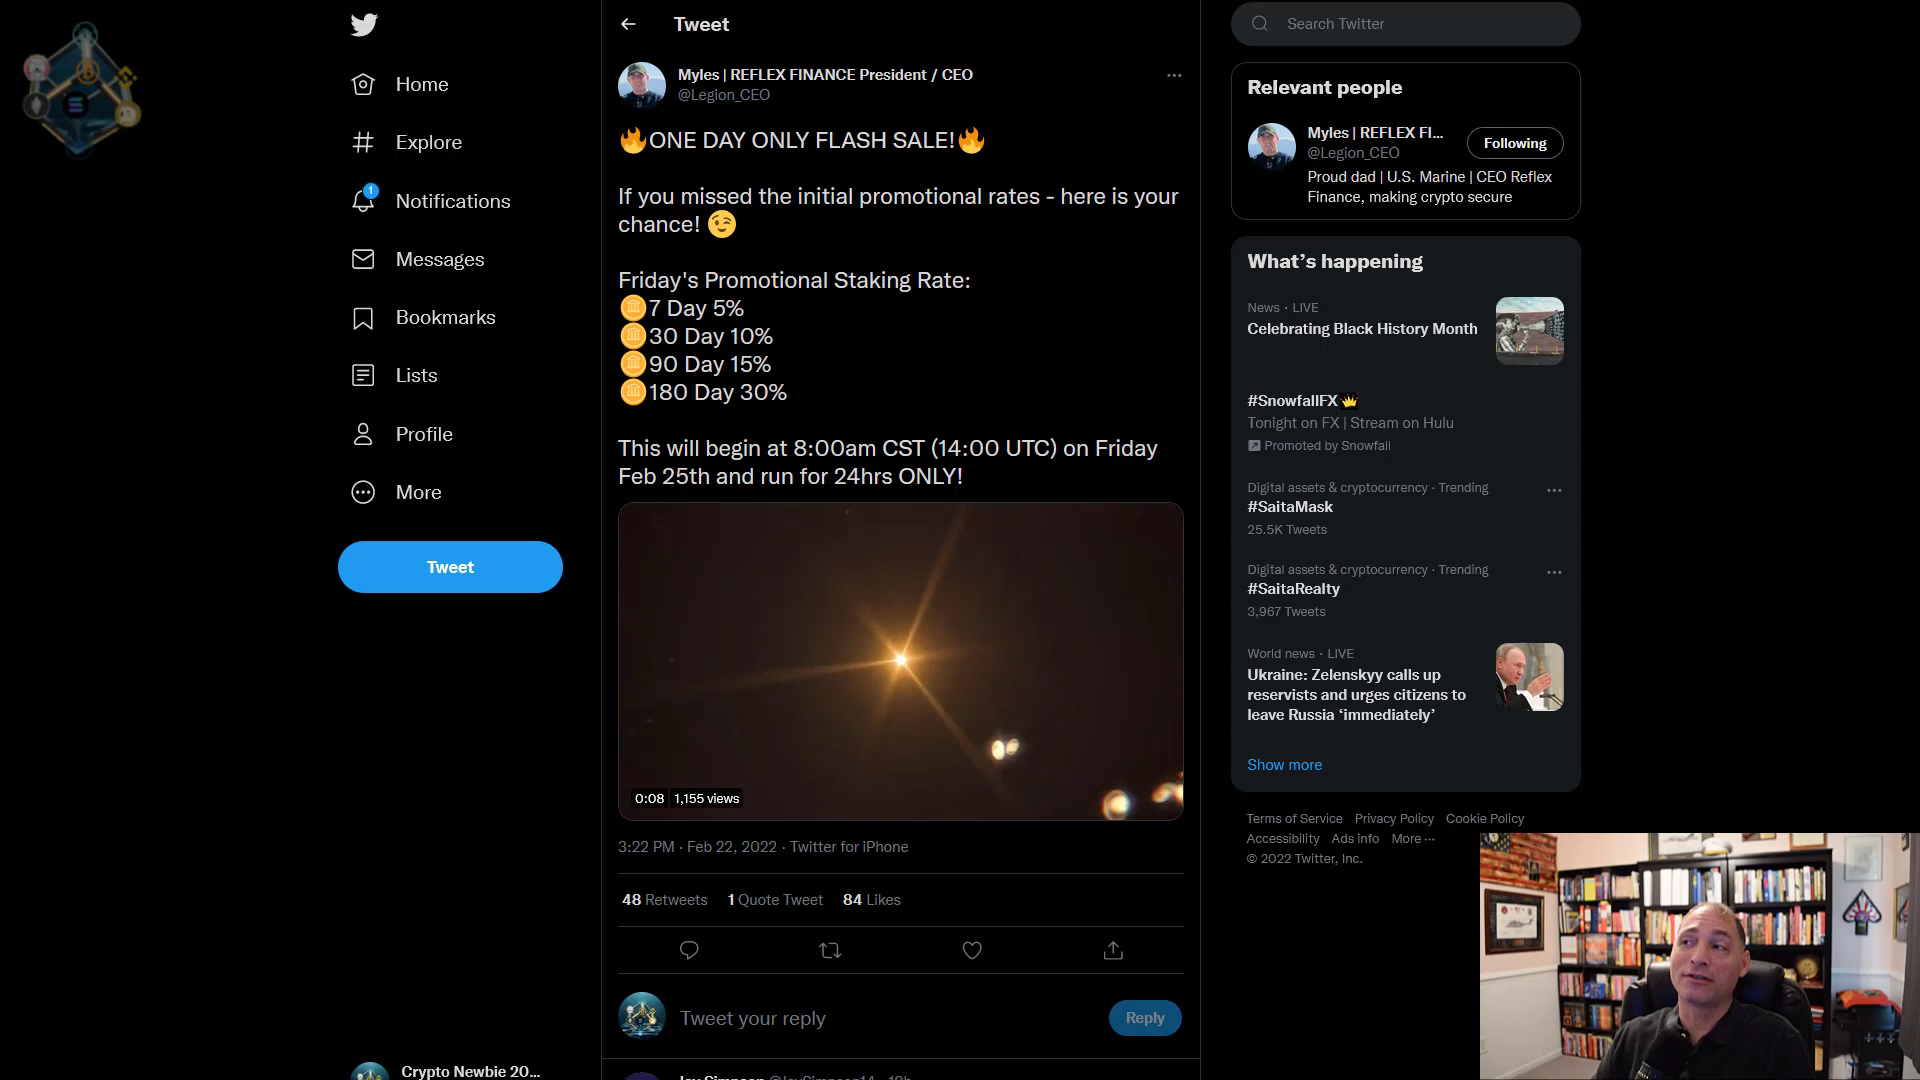 Home
Explore
1
Notifications
Messages
Bookmarks
Lists
Profile
More
Tweet
Crypto Newbie 20...
Tweet
Myles | REFLEX FINANCE President / CEO
@Legion_CEO
🔥ONE DAY ONLY FLASH SALE!🔥
If you missed the initial promotional rates - here is your
chance! 😉
Friday's Promotional Staking Rate:
7 Day 5%
30 Day 10%
90 Day 15%
180 Day 30%
This will begin at 8:00am CST (14:00 UTC) on Friday
Feb 25th and run for 24hrs ONLY!
0:08 1,155 views
3:22 PM · Feb 22, 2022 · Twitter for iPhone
48 Retweets 1 Quote Tweet 84 Likes
Tweet your reply
Reply
Search Twitter
Relevant people
Myles | REFLEX FI...
@Legion_CEO
Following
Proud dad | U.S. Marine | CEO Reflex
Finance, making crypto secure
What's happening
News · LIVE
Celebrating Black History Month
#SnowfallFX
Tonight on FX | Stream on Hulu
Promoted by Snowfall
Digital assets & cryptocurrency · Trending
#SaitaMask
25.5K Tweets
Digital assets & cryptocurrency · Trending
#SaitaRealty
3,967 Tweets
World news · LIVE
Ukraine: Zelenskyy calls up
reservists and urges citizens to
leave Russia ‘immediately’
Show more
Terms of Service Privacy Policy Cookie Policy
Accessibility Ads info More ···
© 2022 Twitter, Inc.